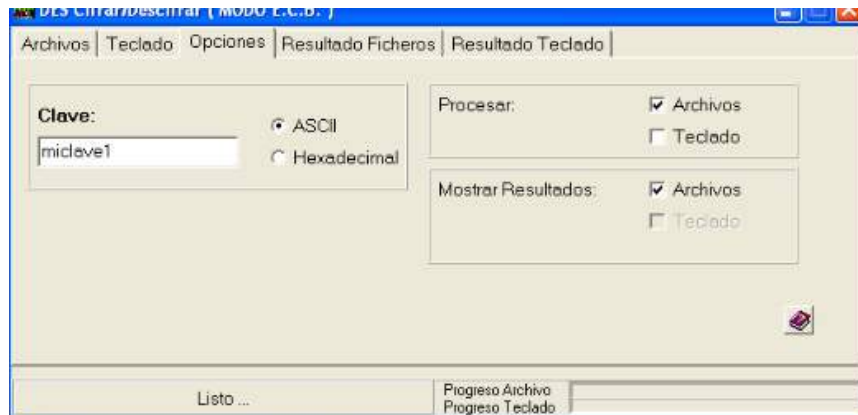 DES Cifrar/Descifrar ( MODO E.C.B. )
Archivos Teclado Opciones Resultado Ficheros Resultado Teclado
Clave:
miclave1
ASCII
Hexadecimal
Procesar:
Archivos
Teclado
Mostrar Resultados:
Archivos
Teclado
Listo ...
Progreso Archivo
Progreso Teclado